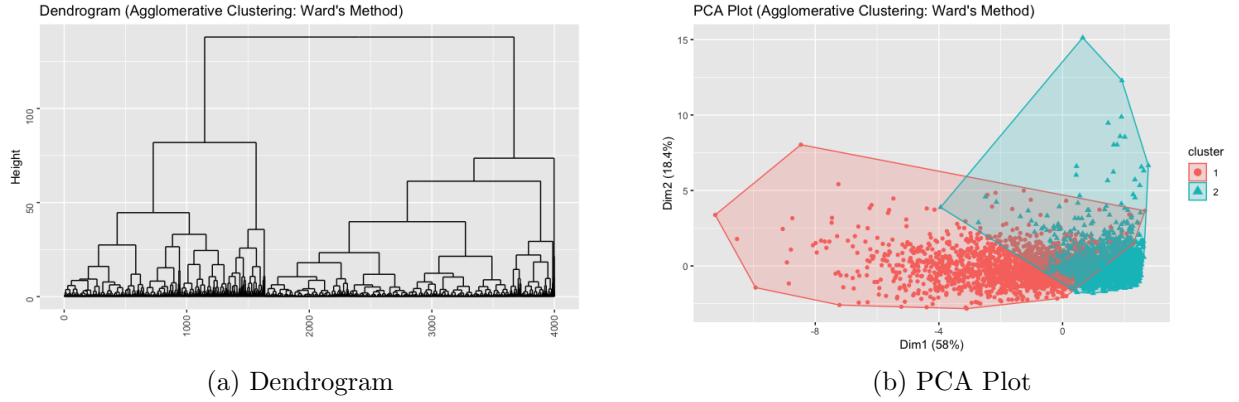 Dendrogram (Agglomerative Clustering: Ward's Method)
Height
100
50
0
0
1000
2000
3000
4000
(a) Dendrogram
PCA Plot (Agglomerative Clustering: Ward's Method)
Dim2 (18.4%)
15
10
5
0
-8
-4
0
Dim1 (58%)
cluster
1
2
(b) PCA Plot